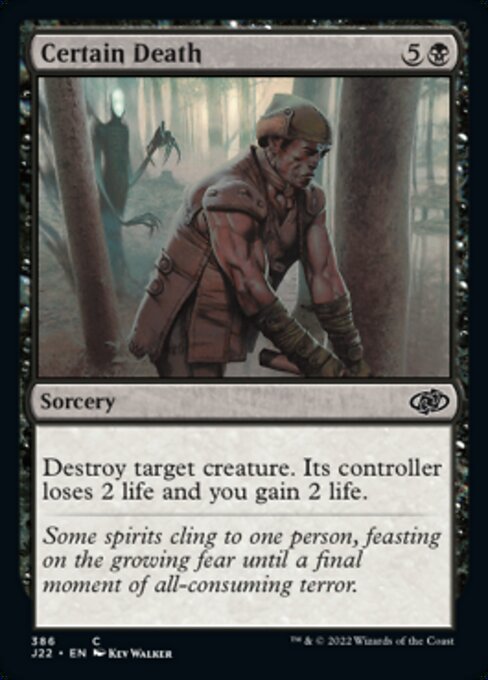 Certain Death 5
Sorcery
Destroy target creature. Its controller
loses 2 life and you gain 2 life.
Some spirits cling to one person, feasting
on the growing fear until a final
moment of all-consuming terror.
386 C
J22 • EN Kev Walker
™ & © 2022 Wizards of the Coast